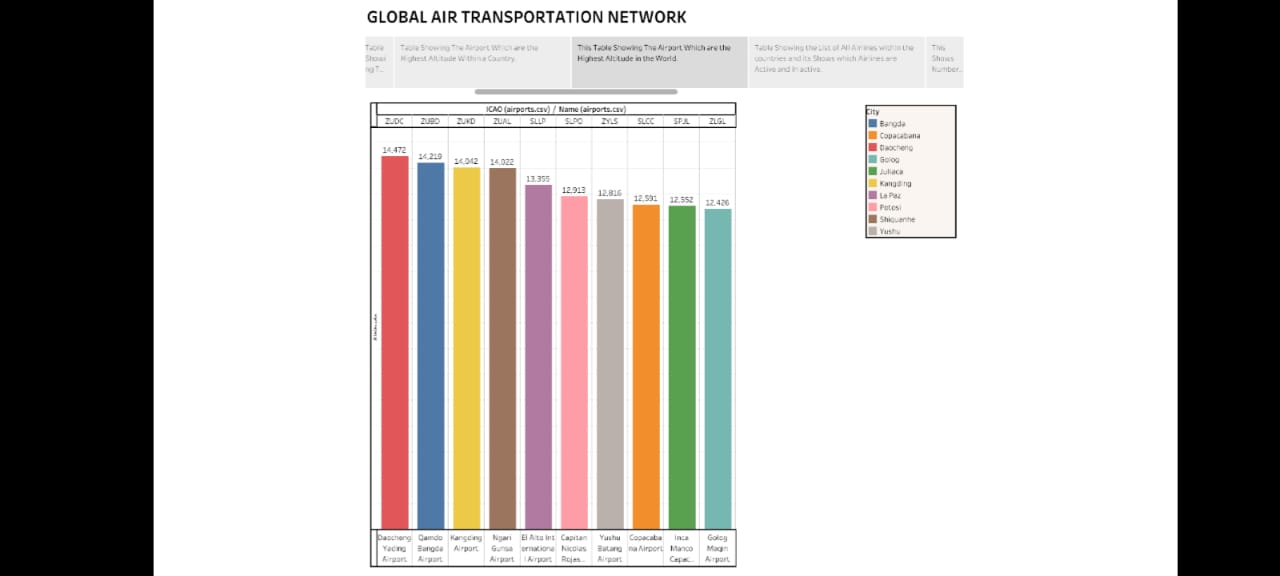 GLOBAL AIR TRANSPORTATION NETWORK
Table
Shows
ng T...
Table Showing The Airport Which are the
Highest Altitude Within a Country.
This Table Showing The Airport Which are the
Highest Altitude in the World.
Table Showing the List of All Airlines within the
countries and its Shows which Airlines are
Active and In active.
This
Shows
Number..
ICAO (airports.csv) / Name (airports.csv)
ZUDC ZUBD ZUKD ZUAL SLLP SLPO ZYLS SLCC SPJL ZLGL
14,472
14,219
14,042
14,022
13,355
12,913
12,816
12,591
12,552
12,426
Daocheng
Yading
Airport
Qamdo
Bangda
Airport
Kangding
Airport
Ngari
Gunsa
Airport
El Alto Int
ernationa
l Airport
Capitan
Nicolas
Rojas..
Yushu
Batang
Airport
Copacaba
na Airport
Inca
Manco
Capac..
Golog
Maqin
Airport
City
Bangda
Copacabana
Daocheng
Golog
Juliaca
Kangding
La Paz
Potosi
Shiquanhe
Yushu